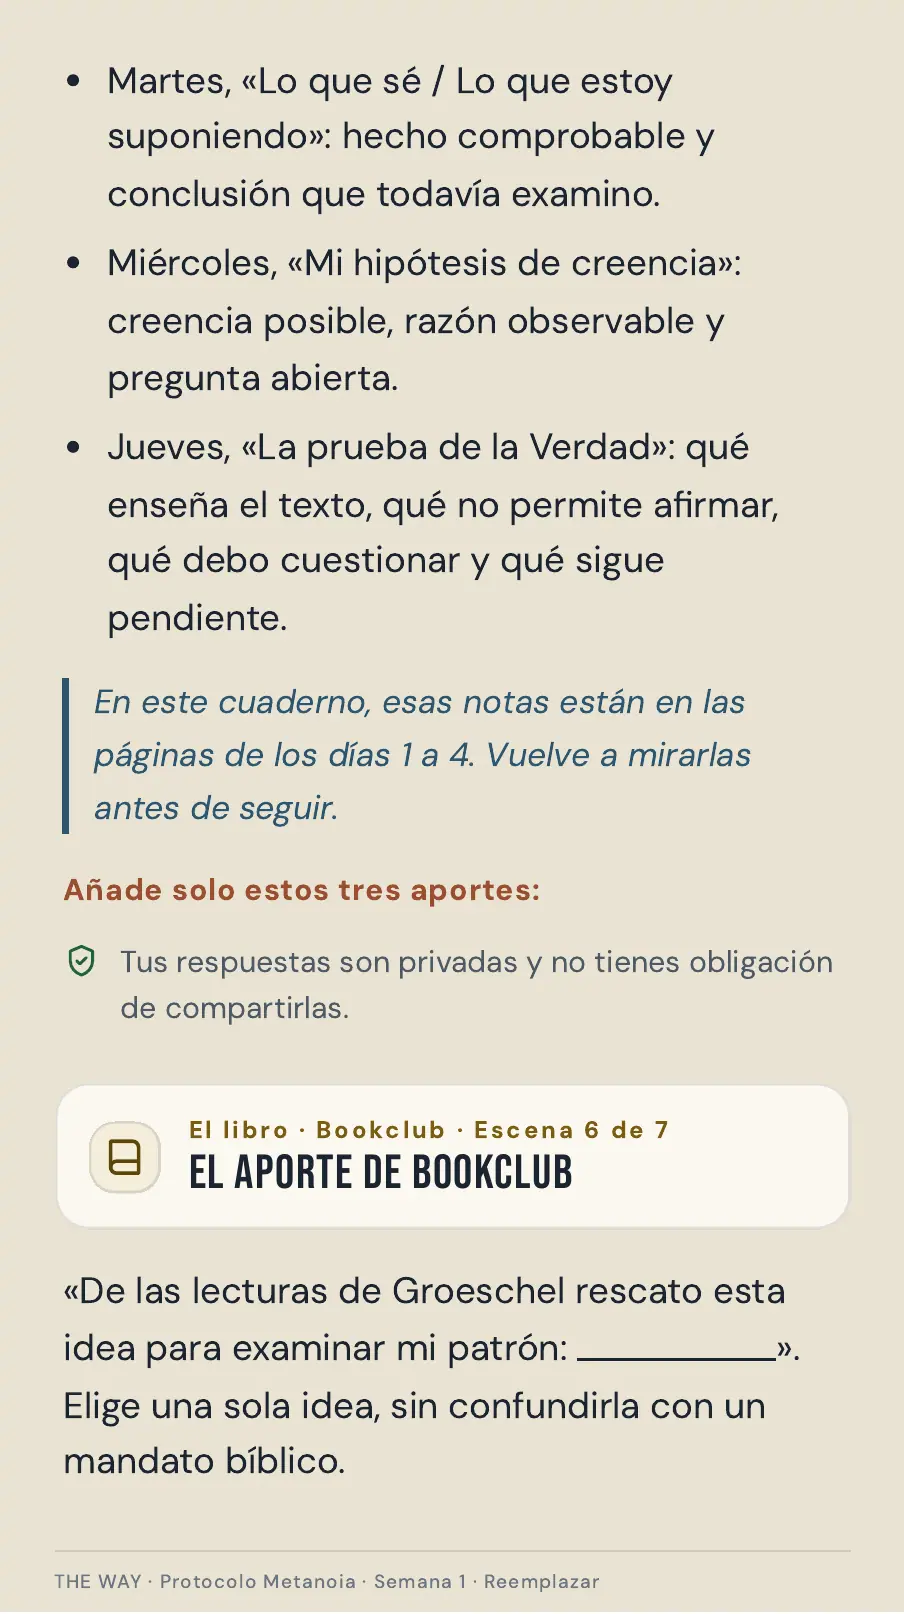 • Martes, «Lo que sé / Lo que estoy
suponiendo»: hecho comprobable y
conclusión que todavía examino.
• Miércoles, «Mi hipótesis de creencia»:
creencia posible, razón observable y
pregunta abierta.
• Jueves, «La prueba de la Verdad»: qué
enseña el texto, qué no permite afirmar,
qué debo cuestionar y qué sigue
pendiente.
En este cuaderno, esas notas están en las
páginas de los días 1 a 4. Vuelve a mirarlas
antes de seguir.
Añade solo estos tres aportes:
Tus respuestas son privadas y no tienes obligación
de compartirlas.
El libro · Bookclub · Escena 6 de 7
EL APORTE DE BOOKCLUB
«De las lecturas de Groeschel rescato esta
idea para examinar mi patrón: __________».
Elige una sola idea, sin confundirla con un
mandato bíblico.
THE WAY · Protocolo Metanoia · Semana 1 · Reemplazar